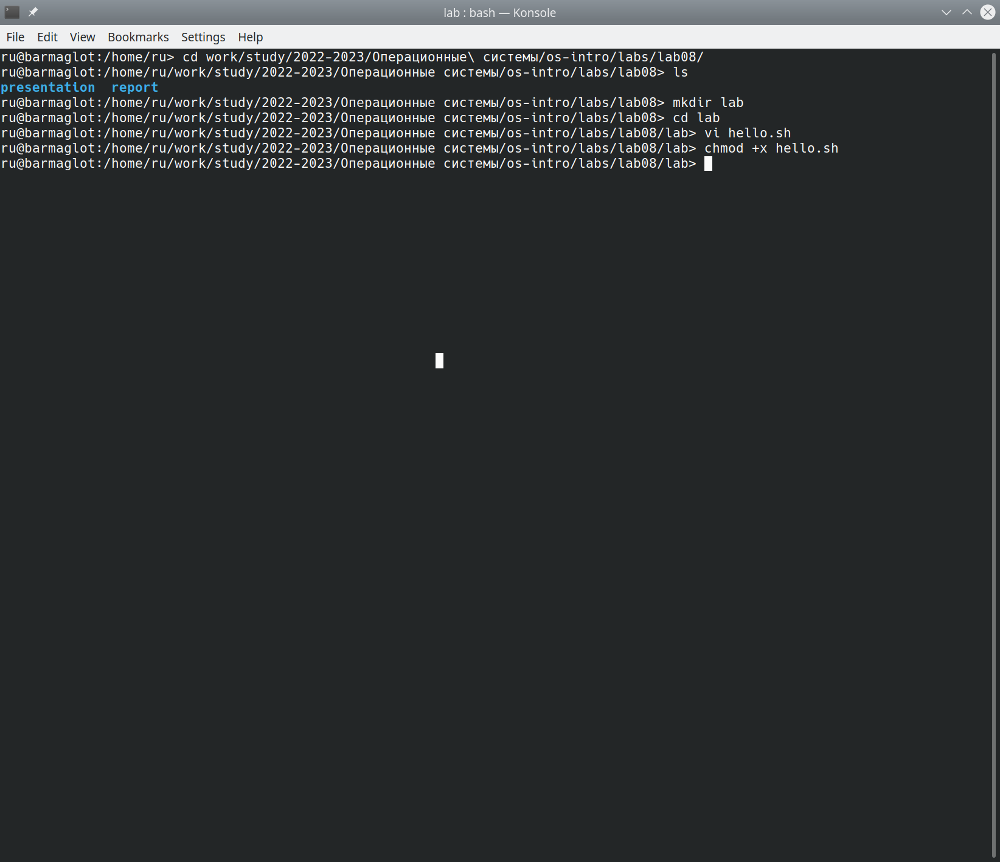 lab : bash — Konsole
File Edit View Bookmarks Settings Help
ru@barmaglot:/home/ru> cd work/study/2022-2023/Операционные\ системы/os-intro/labs/lab08/
ru@barmaglot:/home/ru/work/study/2022-2023/Операционные системы/os-intro/labs/lab08> ls
presentation  report
ru@barmaglot:/home/ru/work/study/2022-2023/Операционные системы/os-intro/labs/lab08> mkdir lab
ru@barmaglot:/home/ru/work/study/2022-2023/Операционные системы/os-intro/labs/lab08> cd lab
ru@barmaglot:/home/ru/work/study/2022-2023/Операционные системы/os-intro/labs/lab08/lab> vi hello.sh
ru@barmaglot:/home/ru/work/study/2022-2023/Операционные системы/os-intro/labs/lab08/lab> chmod +x hello.sh
ru@barmaglot:/home/ru/work/study/2022-2023/Операционные системы/os-intro/labs/lab08/lab>